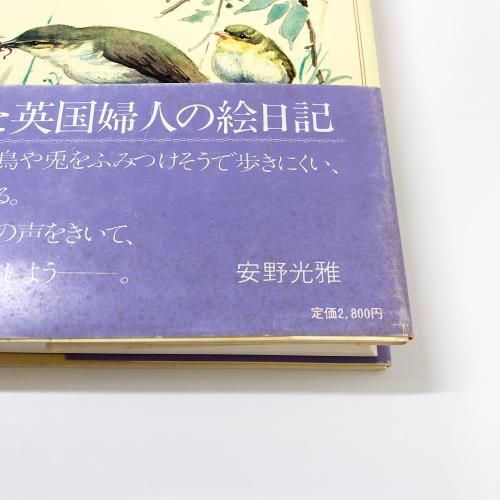 英国婦人の絵日記
鳥や兎をふみつけそうで歩きにくい、
る。
の声をきいて、
しよう――。
安野光雅
定価2,800円